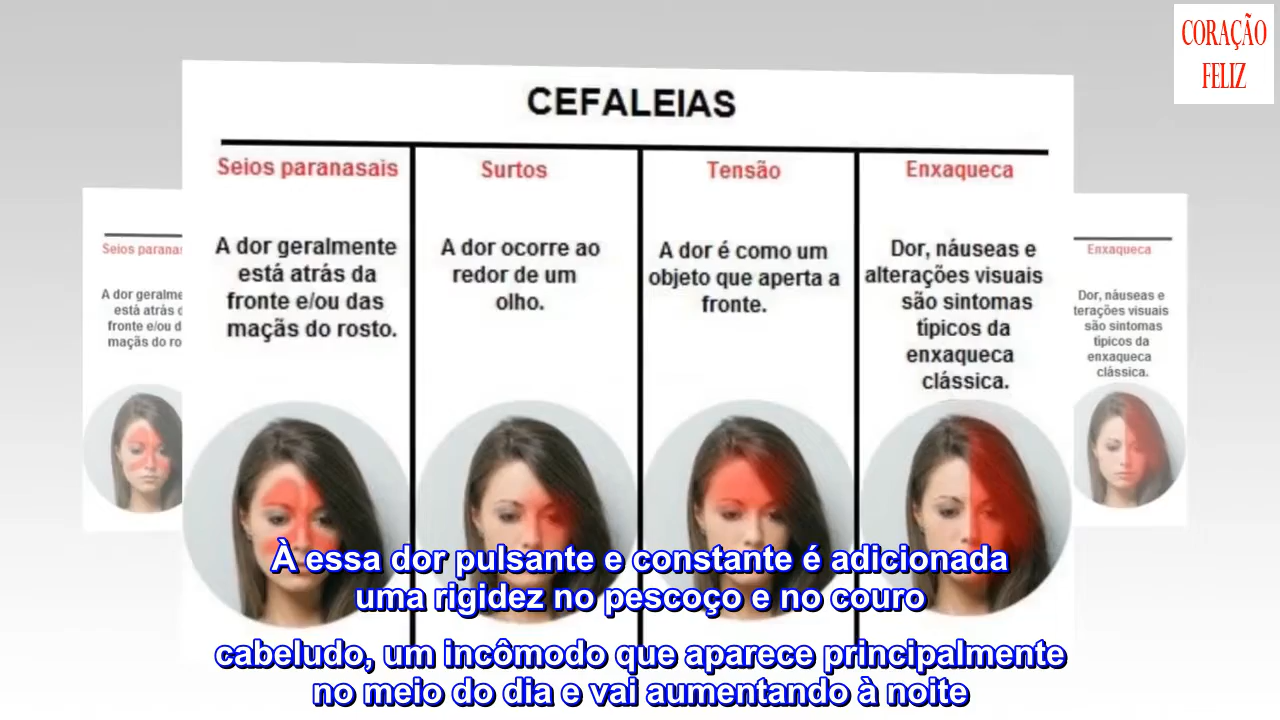 CORAÇÃO
FELIZ
CEFALEIAS
Seios paranasais
A dor geralmente
está atrás da
fronte e/ou das
maçãs do rosto.
Surtos
A dor ocorre ao
redor de um
olho.
Tensão
A dor é como um
objeto que aperta a
fronte.
Enxaqueca
Dor, náuseas e
alterações visuais
são sintomas
típicos da
enxaqueca
clássica.
Seios paranas
A dor geralme
está atrás d
fronte e/ou d
maçãs do ro
Enxaqueca
Dor, náuseas e
terações visuais
são sintomas
típicos da
enxaqueca
clássica.
À essa dor pulsante e constante é adicionada
uma rigidez no pescoço e no couro
cabeludo, um incômodo que aparece principalmente
no meio do dia e vai aumentando à noite